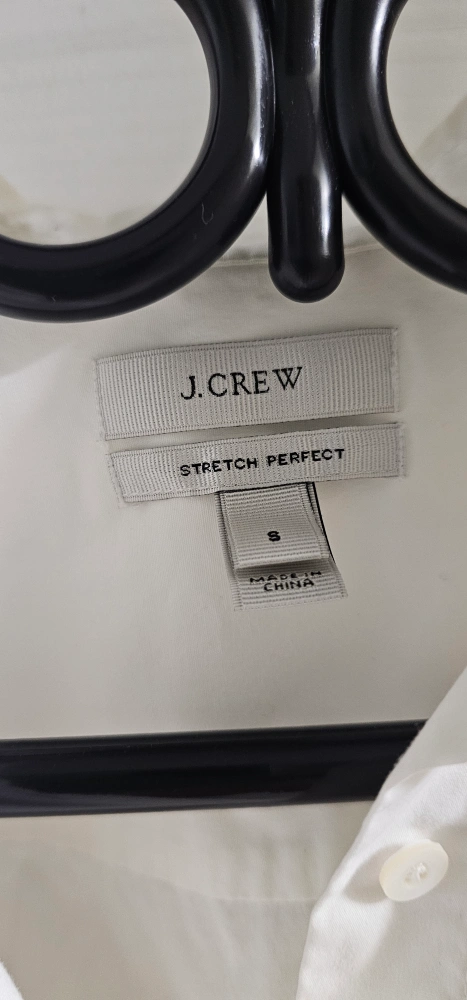 J.CREW
STRETCH PERFECT
S
MADE IN
CHINA